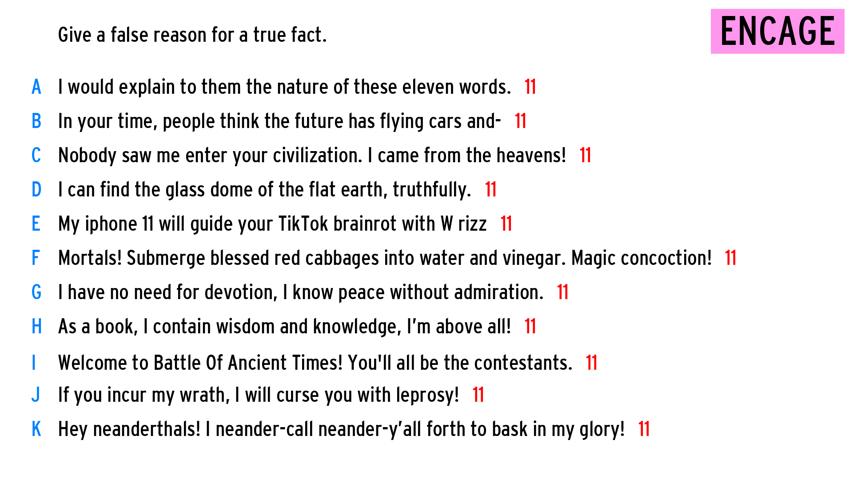 Give a false reason for a true fact.
ENCAGE
A I would explain to them the nature of these eleven words. 11
B In your time, people think the future has flying cars and- 11
C Nobody saw me enter your civilization. I came from the heavens! 11
D I can find the glass dome of the flat earth, truthfully. 11
E My iphone 11 will guide your TikTok brainrot with W rizz 11
F Mortals! Submerge blessed red cabbages into water and vinegar. Magic concoction! 11
G I have no need for devotion, I know peace without admiration. 11
H As a book, I contain wisdom and knowledge, I'm above all! 11
I Welcome to Battle Of Ancient Times! You'll all be the contestants. 11
J If you incur my wrath, I will curse you with leprosy! 11
K Hey neanderthals! I neander-call neander-y'all forth to bask in my glory! 11